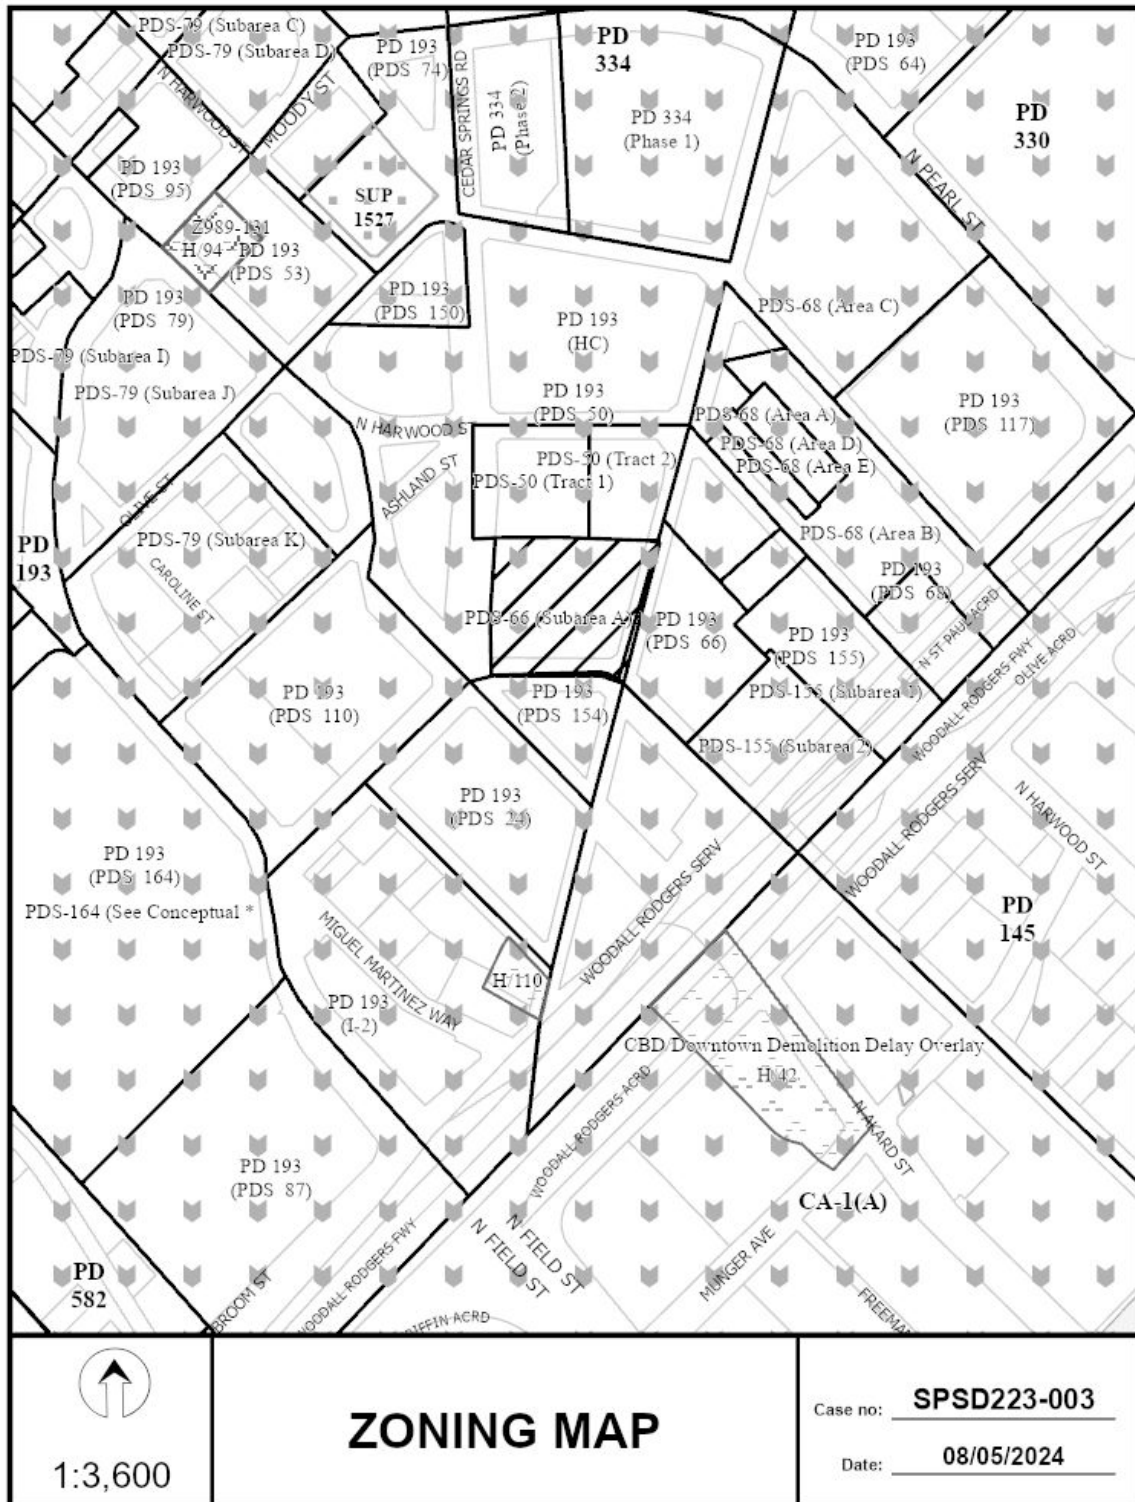 PDS-79 (Subarea C)
PDS-79 (Subarea D)
PD 193
(PDS 74)
PD
334
PD 193
(PDS 64)
N HARWOOD ST
MOODY ST
CEDAR SPRINGS RD
PD 334
(Phase 2)
PD 334
(Phase 1)
PD
330
N PEARL ST
PD 193
(PDS 95)
SUP
1527
Z989-131
H/94
PD 193
(PDS 53)
PD 193
(PDS 79)
PD 193
(PDS 150)
PD 193
(HC)
PDS-68 (Area C)
PDS-79 (Subarea I)
PDS-79 (Subarea J)
PD 193
(PDS 50)
PD 193
(PDS 117)
N HARWOOD ST
PDS-68 (Area A)
PDS-68 (Area D)
PDS-68 (Area E)
PDS-50 (Tract 2)
PDS-50 (Tract 1)
ASHLAND ST
OLIVE ST
PD
193
PDS-79 (Subarea K)
CAROLINE ST
PDS-68 (Area B)
PD 193
(PDS 68)
PDS-66 (Subarea A)
PD 193
(PDS 66)
PD 193
(PDS 155)
N ST PAUL ACRD
WOODALL RODGERS FWY
OLIVE ACRD
PD 193
(PDS 110)
PD 193
(PDS 154)
PDS-155 (Subarea 1)
PDS-155 (Subarea 2)
PD 193
(PDS 24)
WOODALL RODGERS SERV
N HARWOOD ST
PD 193
(PDS 164)
PDS-164 (See Conceptual *
WOODALL RODGERS SERV
PD
145
MIGUEL MARTINEZ WAY
H/110
PD 193
(I-2)
CBD/Downtown Demolition Delay Overlay
H/42
WOODALL RODGERS ACRD
N AKARD ST
PD 193
(PDS 87)
CA-1(A)
N FIELD ST
N FIELD ST
WOODALL RODGERS FWY
MUNGER AVE
PD
582
BROOM ST
IFFIN ACRD
FREEMA
1:3,600
ZONING MAP
Case no: SPSD223-003
Date: 08/05/2024